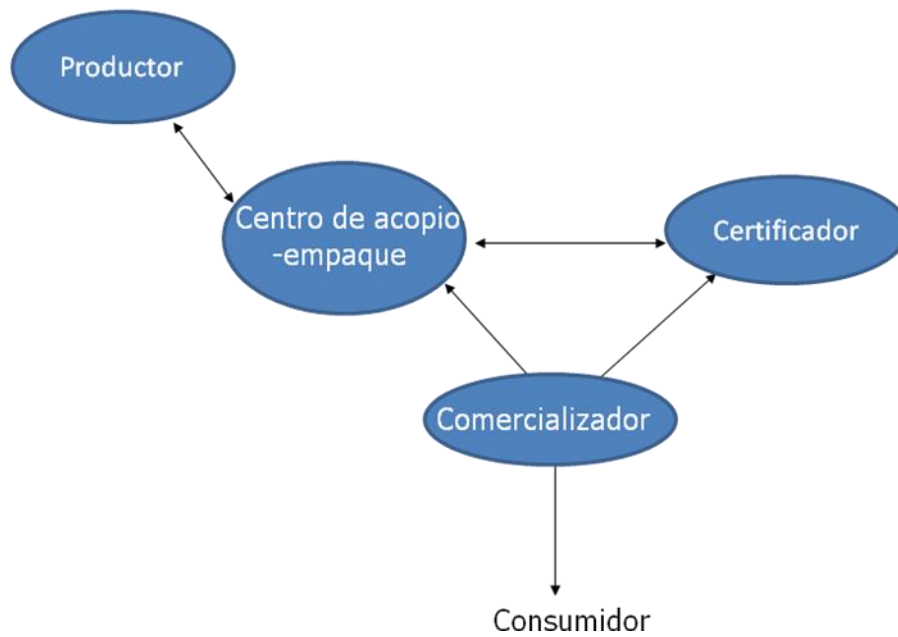 Productor
Centro de acopio
-empaque
Certificador
Comercializador
Consumidor